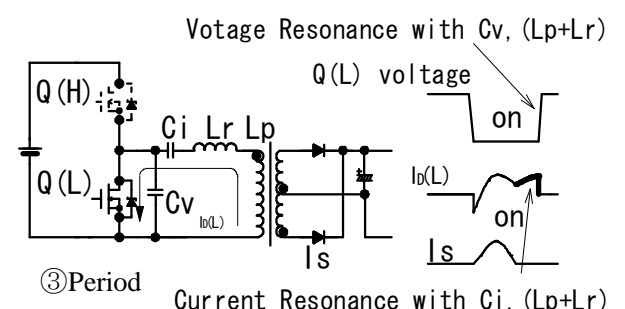 Votage Resonance with Cv, (Lp+Lr)
Q(L) voltage
on
Q(H)
Ci Lr Lp
Q(L)
Cv
ID(L)
Is
ID(L)
on
Is
③Period
Current Resonance with Ci, (Lp+Lr)